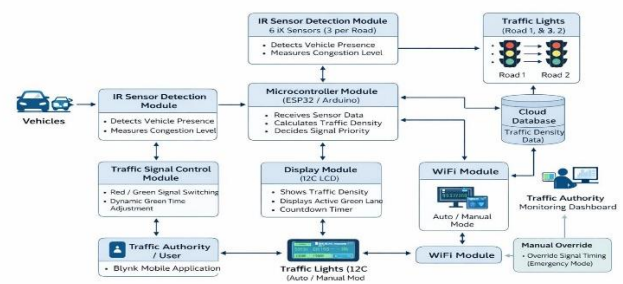 IR Sensor Detection Module
6 iX Sensors (3 per Road)
• Detects Vehicle Presence
• Measures Congestion Level
Traffic Lights
(Road 1, & 3. 2)
Road 1
Road 2
Vehicles
IR Sensor Detection
Module
• Detects Vehicle Presence
• Measures Congestion Level
Microcontroller Module
(ESP32 / Arduino)
• Receives Sensor Data
• Calculates Traffic Density
• Decides Signal Priority
Cloud
Database
Traffic Density
Data)
Traffic Signal Control
Module
• Red / Green Signal Switching
• Dynamic Green Time
Adjustment
Display Module
(12C LCD)
• Shows Traffic Density
• Displays Active Green Lane
• Countdown Timer
WiFi Module
Auto / Manual
Mode
Traffic Authority
Monitoring Dashboard
Traffic Authority
/ User
• Blynk Mobile Application
Traffic Lights (12C
(Auto / Manual Mod
WiFi Module
Manual Override
• Override Signal Timing
(Emergency Mode)